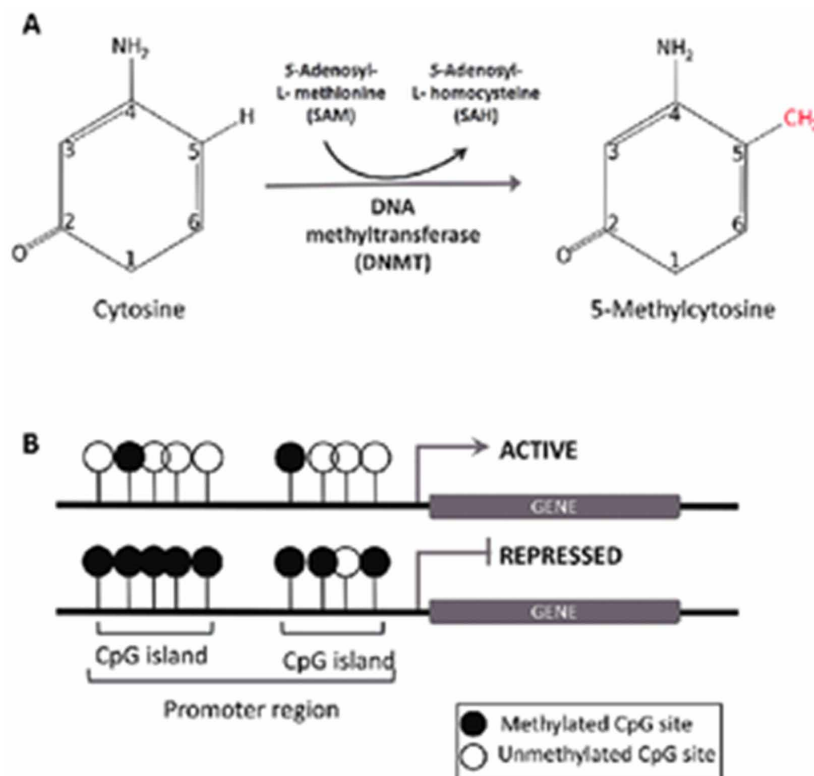 A
NH2
4
H
3
5
2
6
O
1
Cytosine
S-Adenosyl-
L- methionine
(SAM)
S-Adenosyl-
L- homocysteine
(SAH)
DNA
methyltransferase
(DNMT)
NH2
4
CH3
3
5
2
6
O
1
5-Methylcytosine
B
ACTIVE
GENE
REPRESSED
GENE
CpG island
CpG island
Promoter region
Methylated CpG site
Unmethylated CpG site